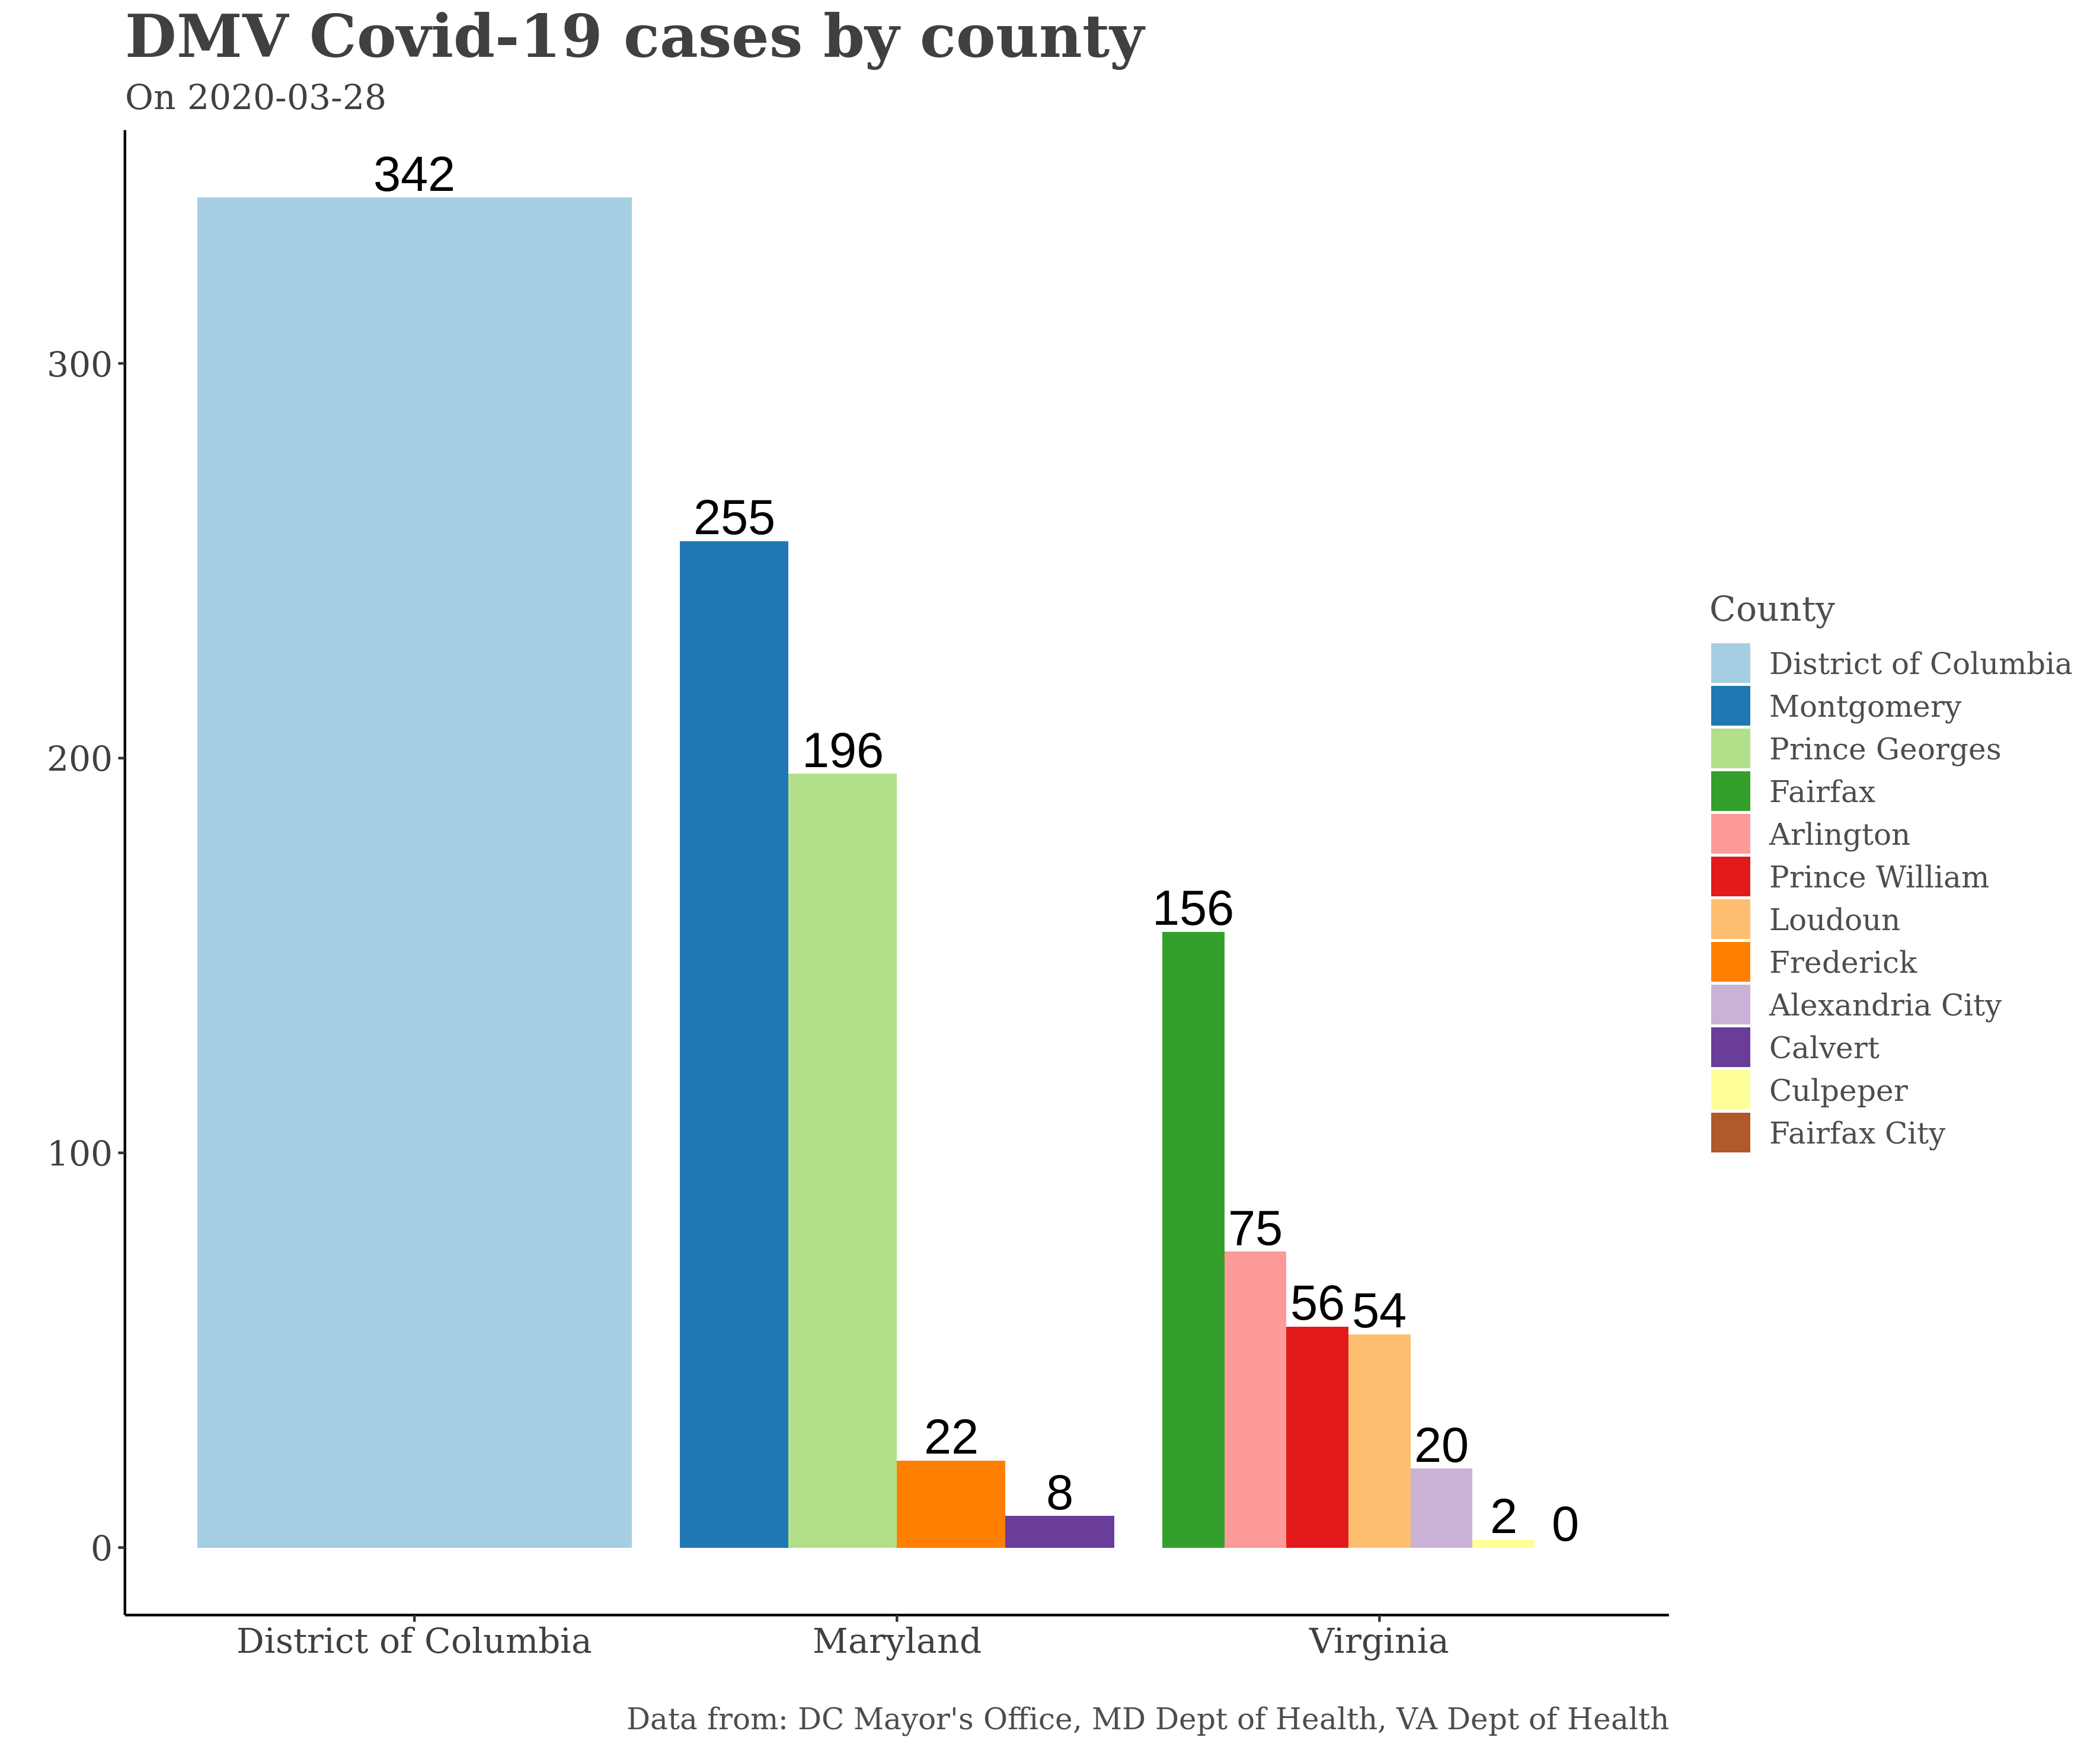 DMV Covid-19 cases by county
On 2020-03-28
342
300
255
200
196
156
100
75
56
54
22
20
8
2
0
0
District of Columbia
Maryland
Virginia
County
District of Columbia
Montgomery
Prince Georges
Fairfax
Arlington
Prince William
Loudoun
Frederick
Alexandria City
Calvert
Culpeper
Fairfax City
Data from: DC Mayor's Office, MD Dept of Health, VA Dept of Health